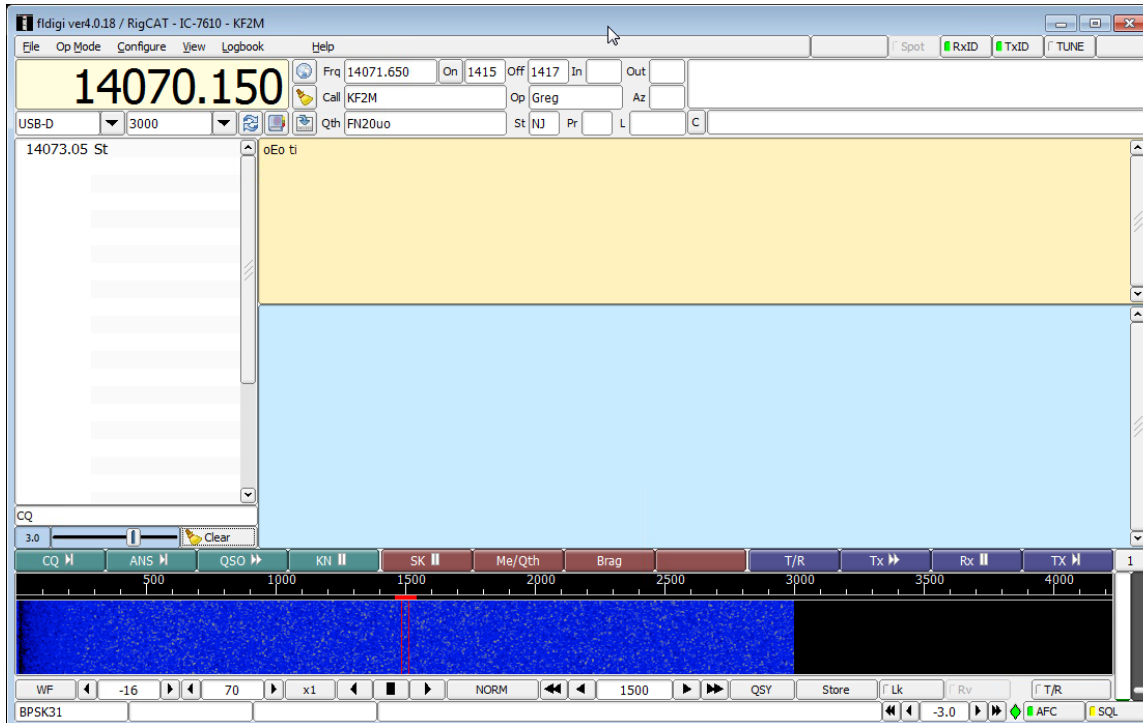 fldigi ver4.0.18 / RigCAT - IC-7610 - KF2M
File Op Mode Configure View Logbook Help Spot RxID TxID TUNE
14070.150 Frq 14071.650 On 1415 Off 1417 In Out
Call KF2M Op Greg Az
USB-D 3000 Qth FN20uo St NJ Pr L C
14073.05 St
oEo ti
CQ
3.0 Clear
CQ ANS QSO KN SK Me/Qth Brag T/R Tx Rx TX 1
500 1000 1500 2000 2500 3000 3500 4000
WF -16 70 x1 NORM 1500 QSY Store Lk Rv T/R
BPSK31 -3.0 AFC SQL